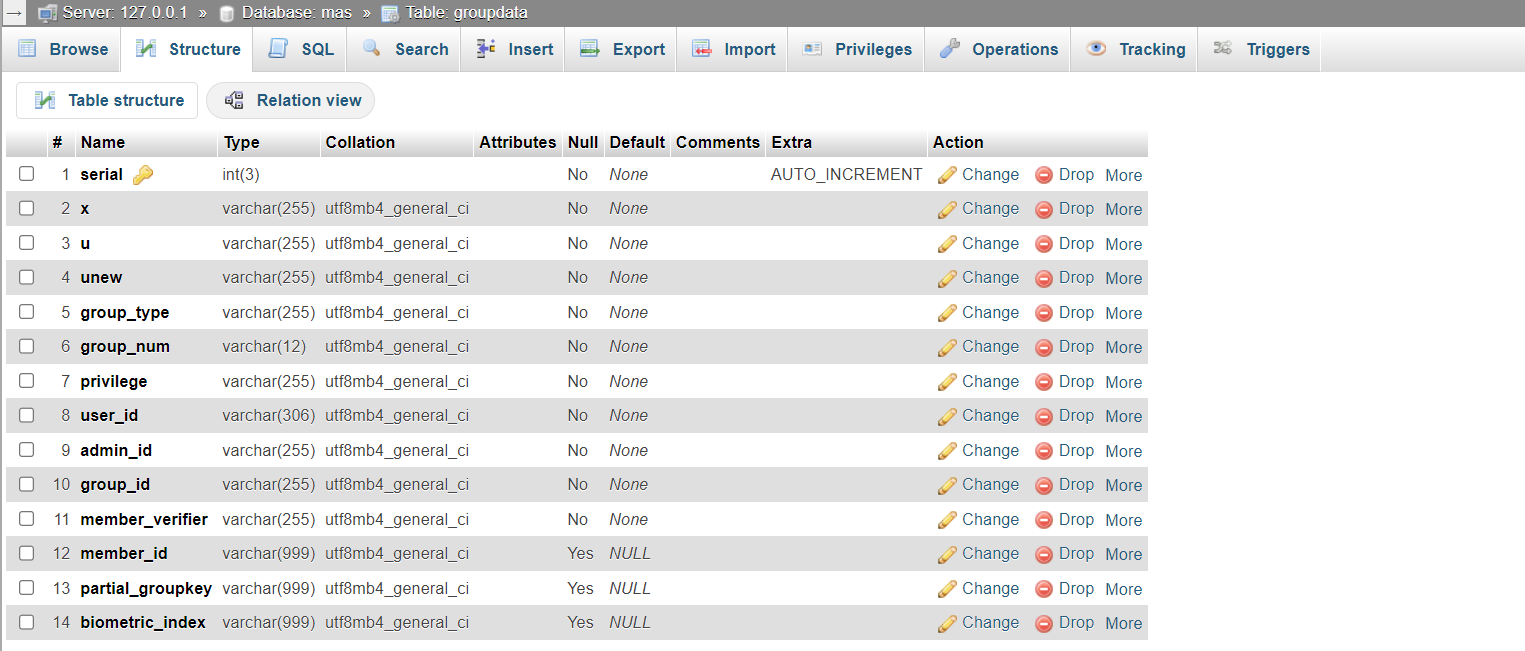 Server: 127.0.0.1 » Database: mas » Table: groupdata
Browse Structure SQL Search Insert Export Import Privileges Operations Tracking Triggers
Table structure Relation view
# Name Type Collation Attributes Null Default Comments Extra Action
1 serial int(3) No None AUTO_INCREMENT Change Drop More
2 x varchar(255) utf8mb4_general_ci No None Change Drop More
3 u varchar(255) utf8mb4_general_ci No None Change Drop More
4 unew varchar(255) utf8mb4_general_ci No None Change Drop More
5 group_type varchar(255) utf8mb4_general_ci No None Change Drop More
6 group_num varchar(12) utf8mb4_general_ci No None Change Drop More
7 privilege varchar(255) utf8mb4_general_ci No None Change Drop More
8 user_id varchar(306) utf8mb4_general_ci No None Change Drop More
9 admin_id varchar(255) utf8mb4_general_ci No None Change Drop More
10 group_id varchar(255) utf8mb4_general_ci No None Change Drop More
11 member_verifier varchar(255) utf8mb4_general_ci No None Change Drop More
12 member_id varchar(999) utf8mb4_general_ci Yes NULL Change Drop More
13 partial_groupkey varchar(999) utf8mb4_general_ci Yes NULL Change Drop More
14 biometric_index varchar(999) utf8mb4_general_ci Yes NULL Change Drop More